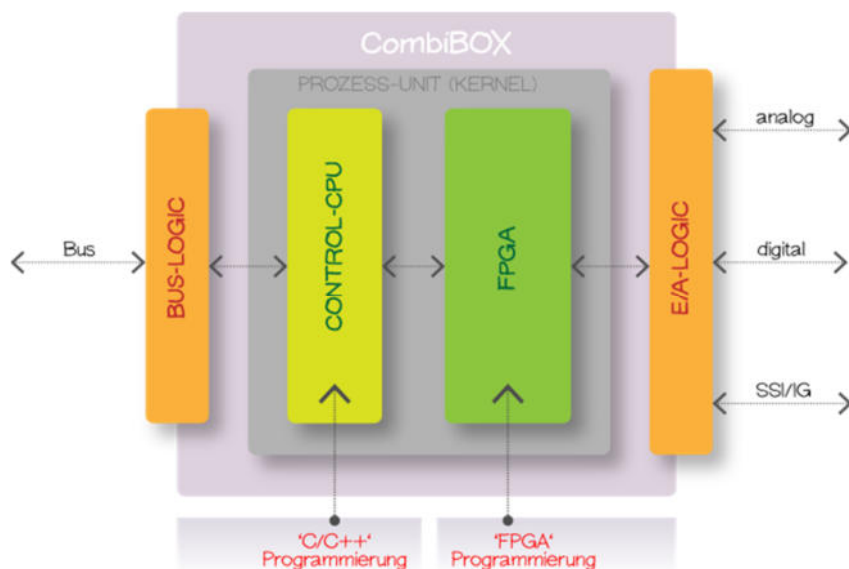 CombiBOX
PROZESS-UNIT (KERNEL)
Bus
BUS-LOGIC
CONTROL-CPU
FPGA
E/A-LOGIC
analog
digital
SSI/IG
'C/C++'
Programmierung
'FPGA'
Programmierung